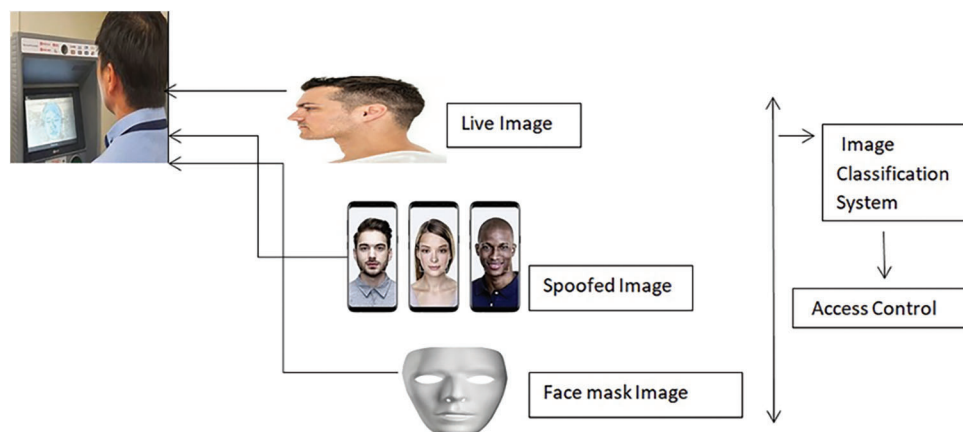 Live Image
Image
Classification
System
Spoofed Image
Access Control
Face mask Image